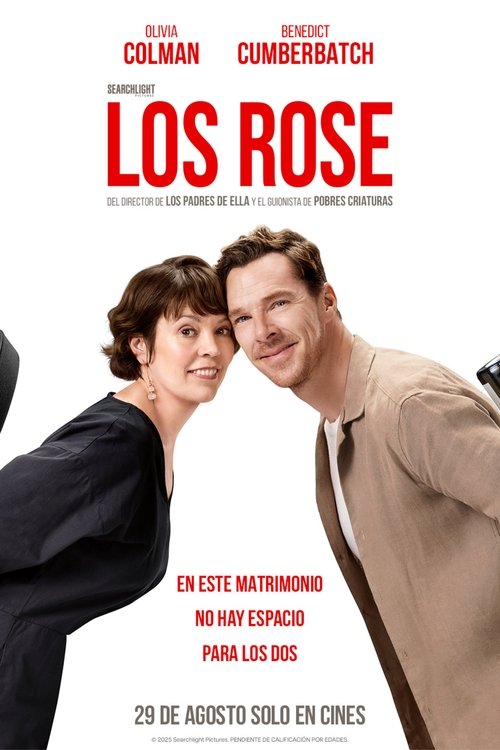 OLIVIA COLMAN
BENEDICT CUMBERBATCH
SEARCHLIGHT
PICTURES
LOS ROSE
DEL DIRECTOR DE LOS PADRES DE ELLA Y EL GUIONISTA DE POBRES CRIATURAS
EN ESTE MATRIMONIO
NO HAY ESPACIO
PARA LOS DOS
29 DE AGOSTO SOLO EN CINES
© 2025 Searchlight Pictures. PENDIENTE DE CALIFICACIÓN POR EDADES.